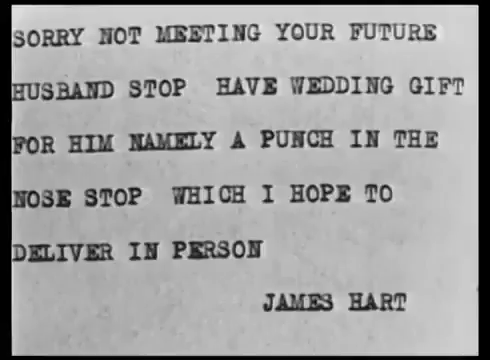 SORRY NOT MEETING YOUR FUTURE
HUSBAND STOP HAVE WEDDING GIFT
FOR HIM NAMELY A PUNCH IN THE
NOSE STOP WHICH I HOPE TO
DELIVER IN PERSON
JAMES HART